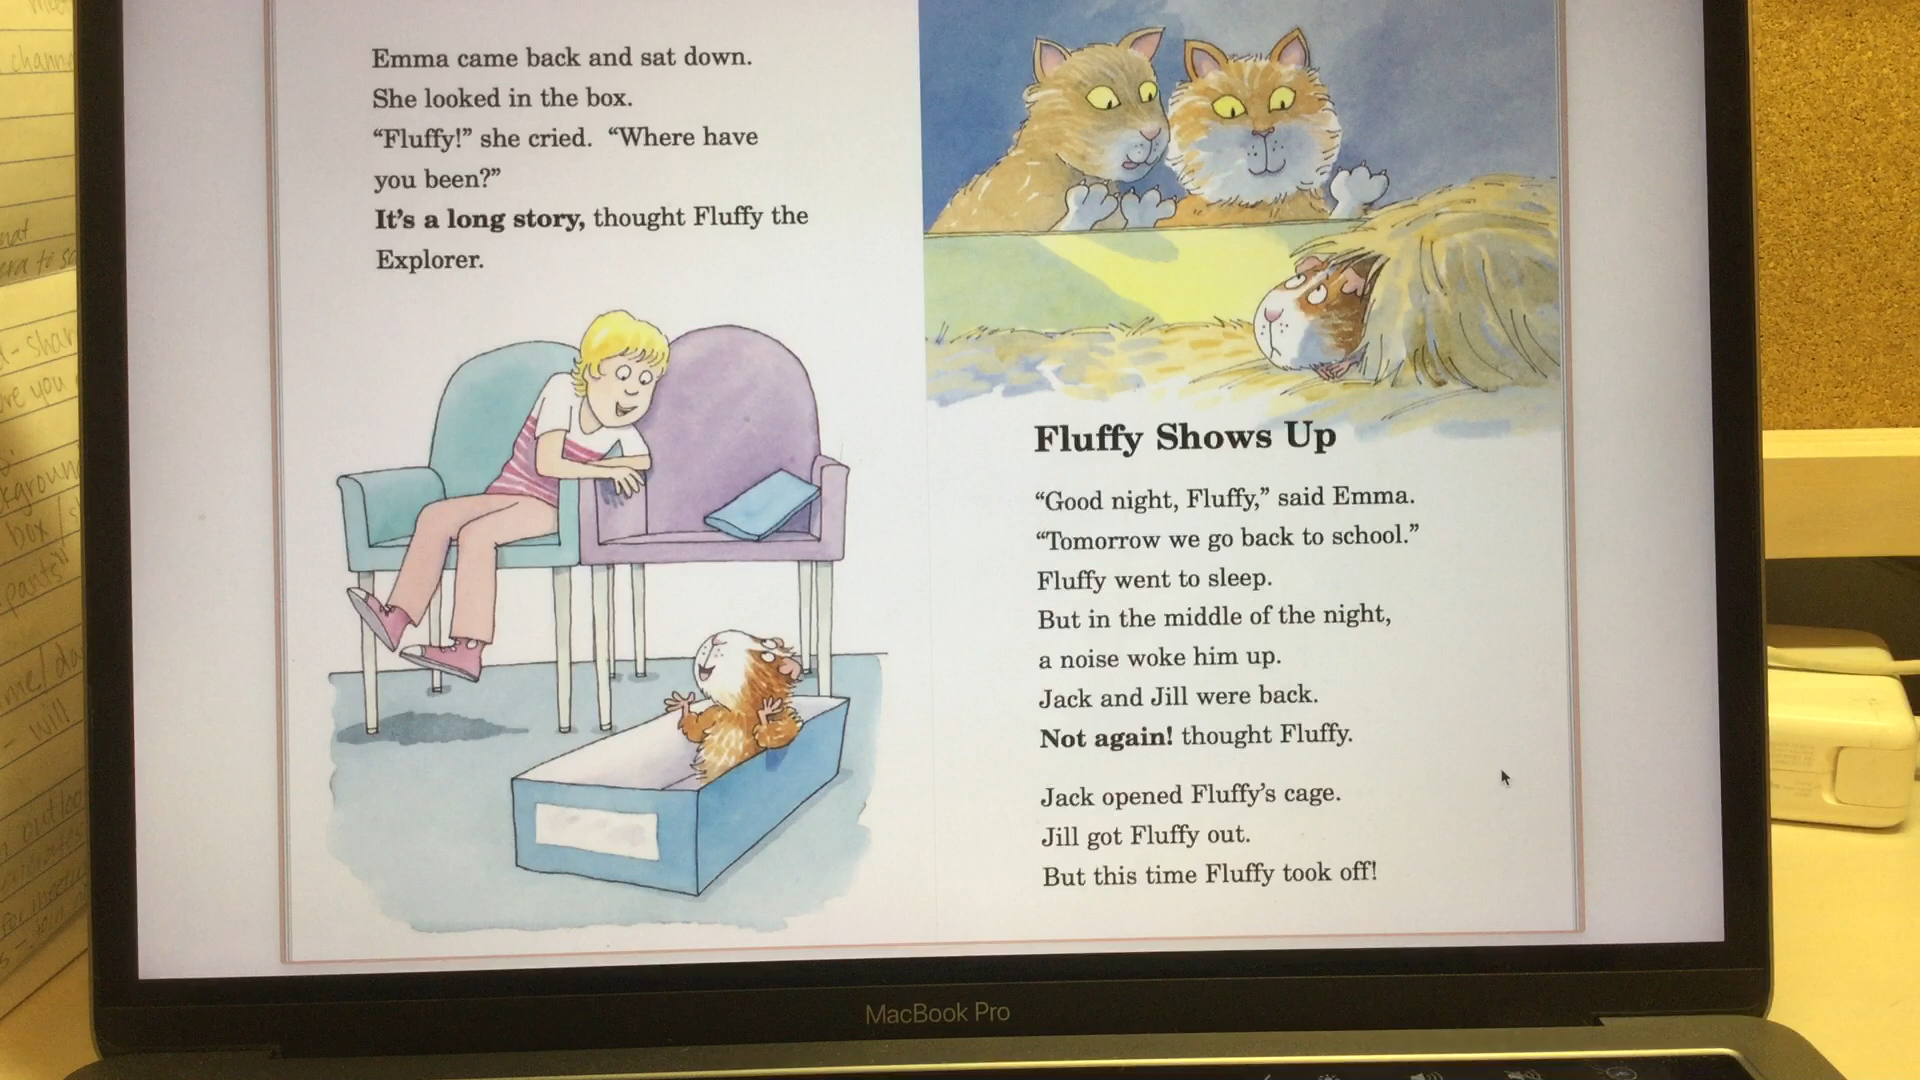 Emma came back and sat down.
She looked in the box.
“Fluffy!” she cried. “Where have
you been?”
It’s a long story, thought Fluffy the
Explorer.
Fluffy Shows Up
“Good night, Fluffy,” said Emma.
“Tomorrow we go back to school.”
Fluffy went to sleep.
But in the middle of the night,
a noise woke him up.
Jack and Jill were back.
Not again! thought Fluffy.
Jack opened Fluffy’s cage.
Jill got Fluffy out.
But this time Fluffy took off!
MacBook Pro
you
box
pants"
will